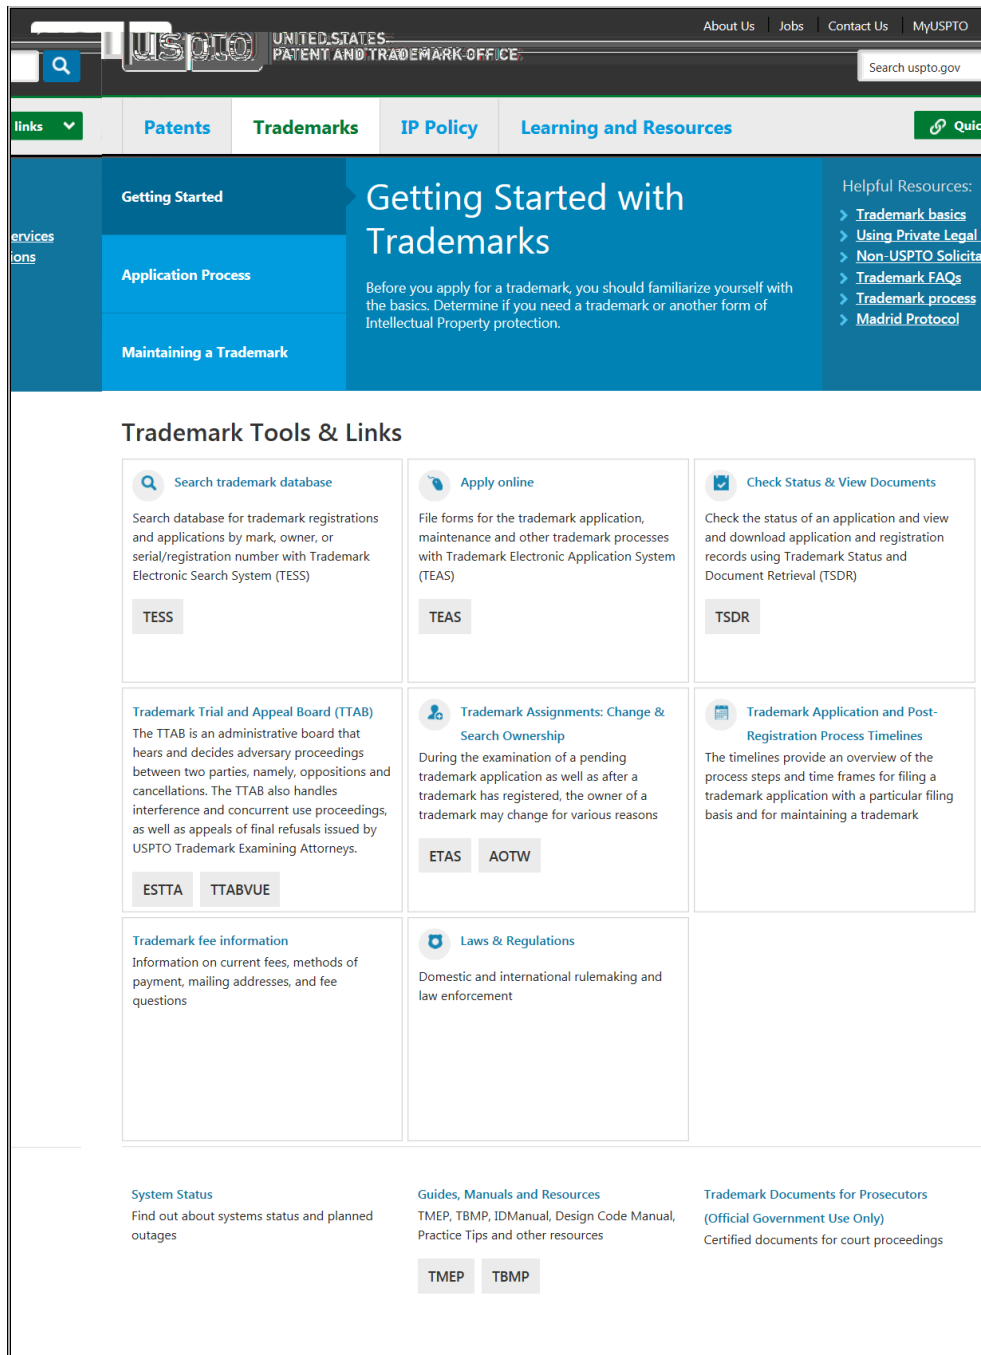 About Us Jobs Contact Us MyUSPTO
uspto
UNITED STATES
PATENT AND TRADEMARK OFFICE
Search uspto.gov
links
Patents Trademarks IP Policy Learning and Resources
Quic
ervices
ions
Getting Started
Application Process
Maintaining a Trademark
Getting Started with
Trademarks
Before you apply for a trademark, you should familiarize yourself with
the basics. Determine if you need a trademark or another form of
Intellectual Property protection.
Helpful Resources:
Trademark basics
Using Private Legal
Non-USPTO Solicita
Trademark FAQs
Trademark process
Madrid Protocol
Trademark Tools & Links
Search trademark database
Search database for trademark registrations
and applications by mark, owner, or
serial/registration number with Trademark
Electronic Search System (TESS)
TESS
Apply online
File forms for the trademark application,
maintenance and other trademark processes
with Trademark Electronic Application System
(TEAS)
TEAS
Check Status & View Documents
Check the status of an application and view
and download application and registration
records using Trademark Status and
Document Retrieval (TSDR)
TSDR
Trademark Trial and Appeal Board (TTAB)
The TTAB is an administrative board that
hears and decides adversary proceedings
between two parties, namely, oppositions and
cancellations. The TTAB also handles
interference and concurrent use proceedings,
as well as appeals of final refusals issued by
USPTO Trademark Examining Attorneys.
ESTTA TTABVUE
Trademark Assignments: Change &
Search Ownership
During the examination of a pending
trademark application as well as after a
trademark has registered, the owner of a
trademark may change for various reasons
ETAS AOTW
Trademark Application and Post-
Registration Process Timelines
The timelines provide an overview of the
process steps and time frames for filing a
trademark application with a particular filing
basis and for maintaining a trademark
Trademark fee information
Information on current fees, methods of
payment, mailing addresses, and fee
questions
Laws & Regulations
Domestic and international rulemaking and
law enforcement
System Status
Find out about systems status and planned
outages
Guides, Manuals and Resources
TMEP, TBMP, IDManual, Design Code Manual,
Practice Tips and other resources
TMEP TBMP
Trademark Documents for Prosecutors
(Official Government Use Only)
Certified documents for court proceedings